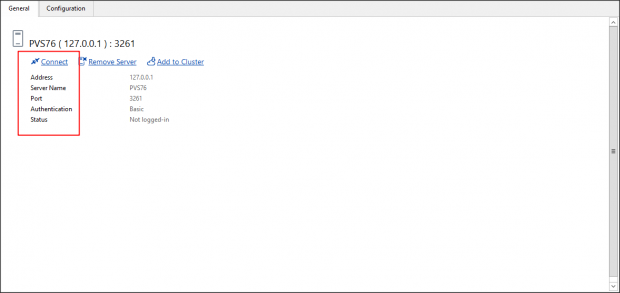 General Configuration
PVS76 ( 127.0.0.1 ) : 3261
Connect Remove Server Add to Cluster
Address 127.0.0.1
Server Name PVS76
Port 3261
Authentication Basic
Status Not logged-in